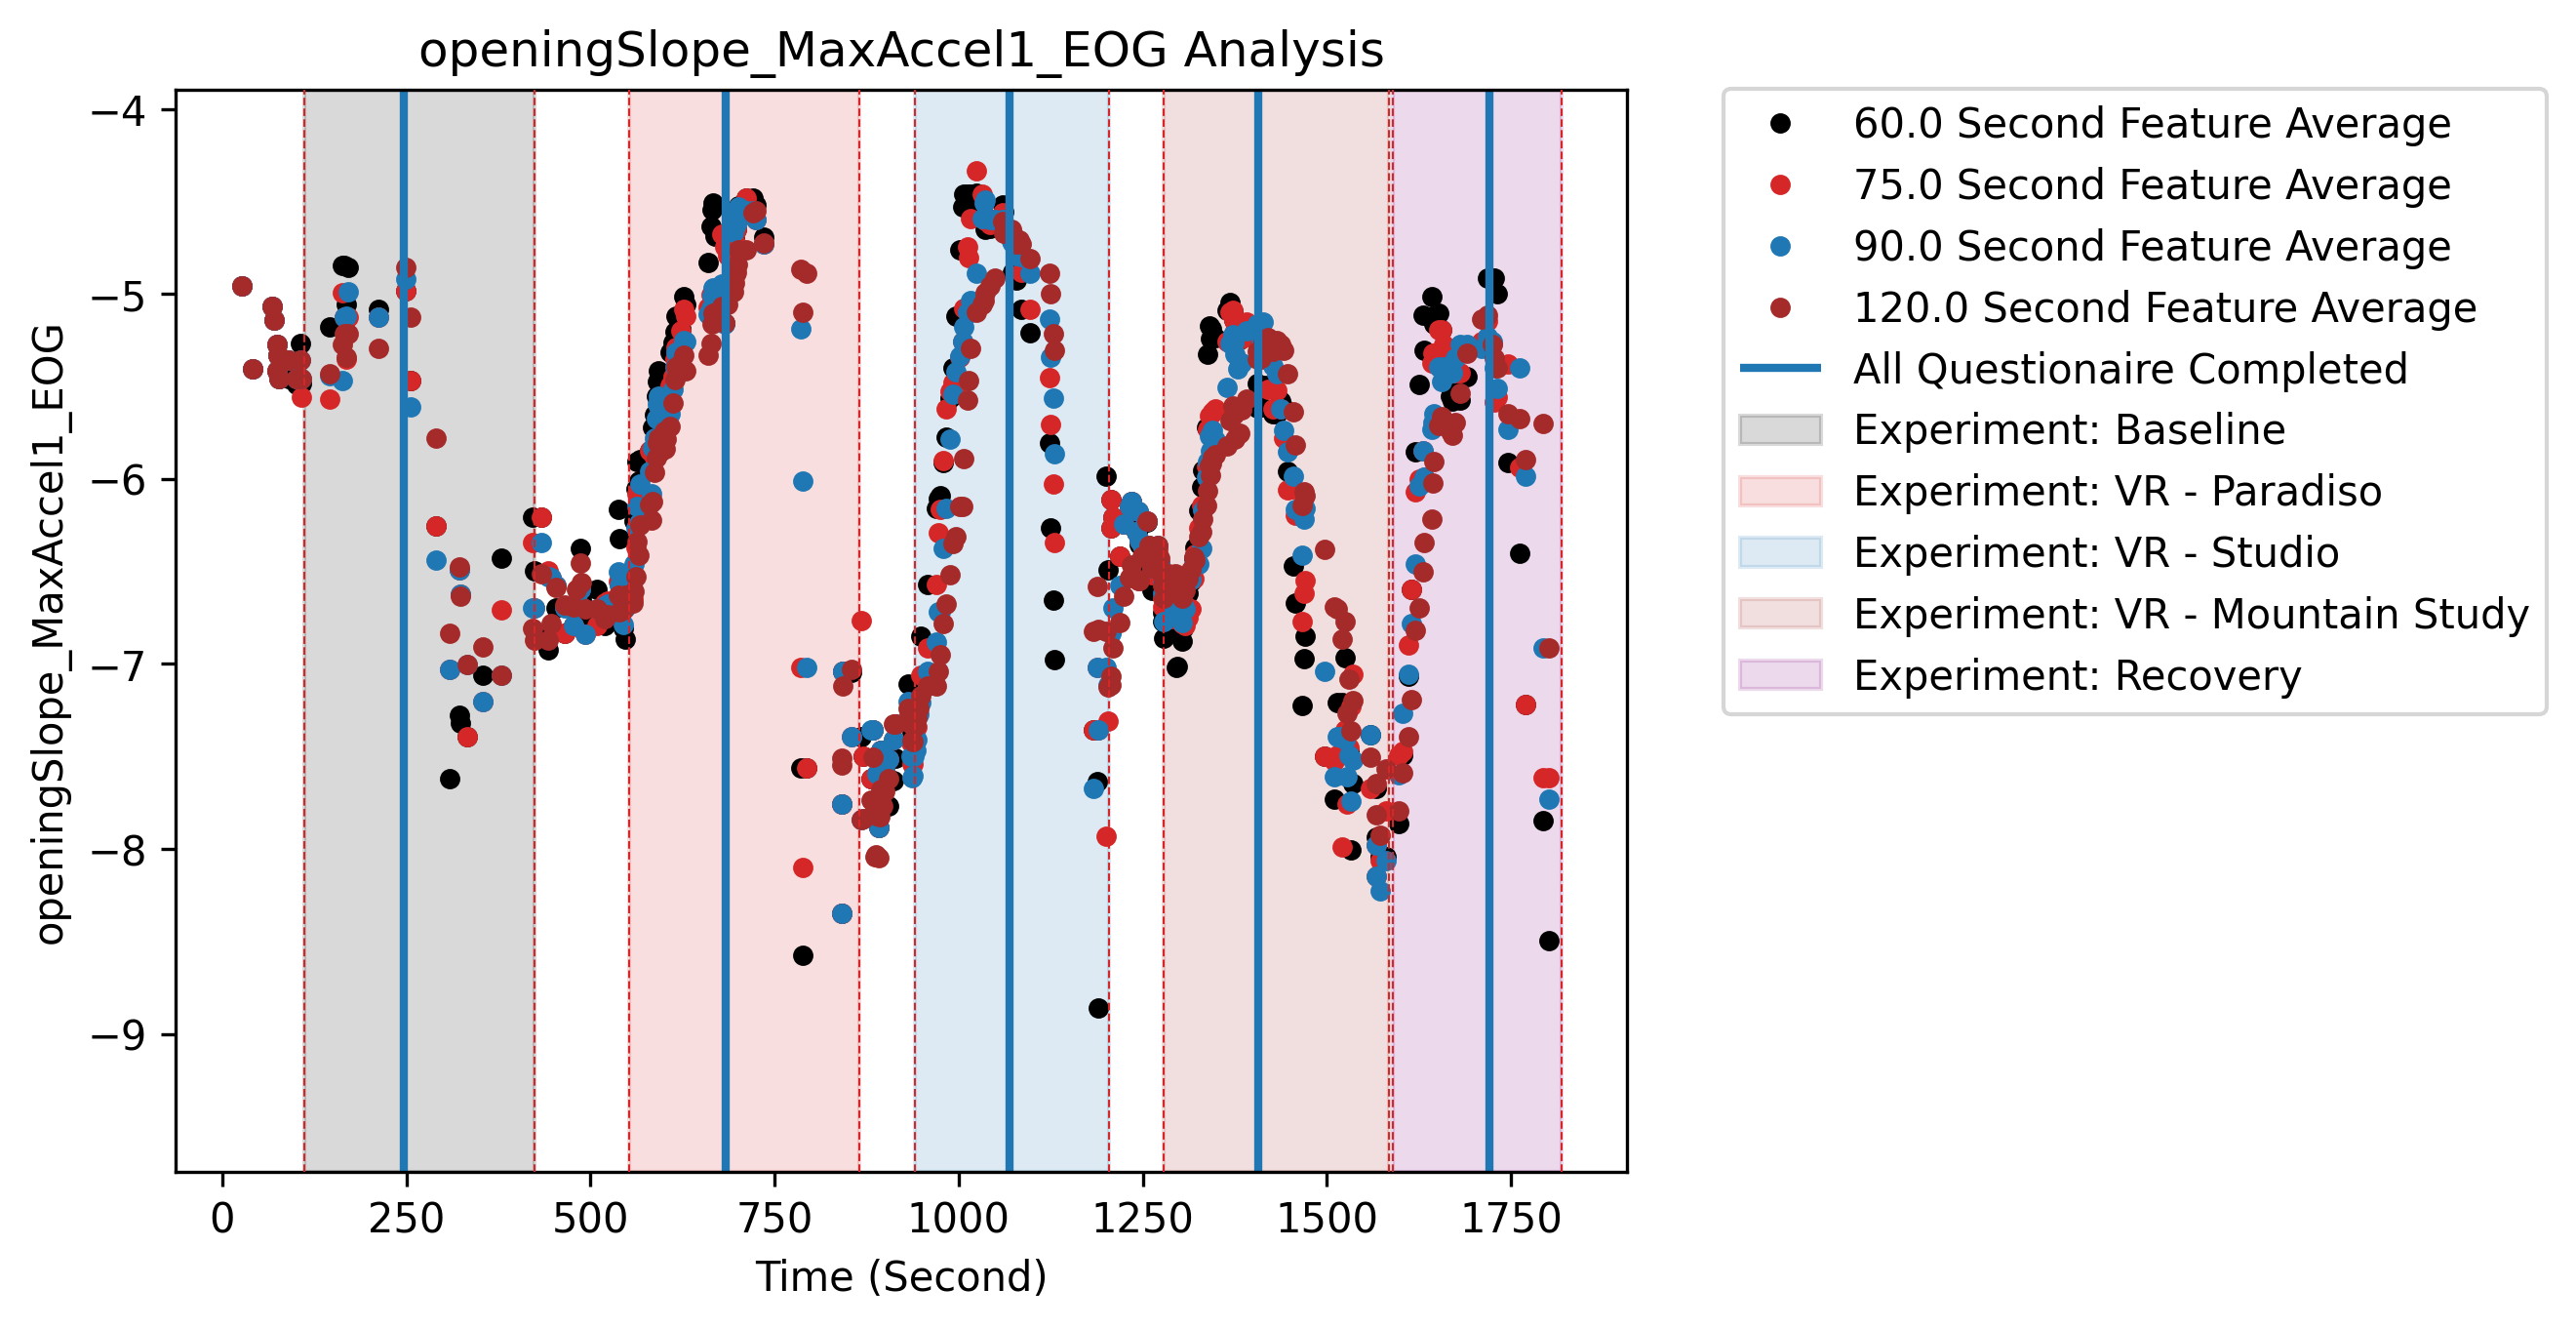 openingSlope_MaxAccel1_EOG Analysis
openingSlope_MaxAccel1_EOG
−4
−5
−6
−7
−8
−9
0 250 500 750 1000 1250 1500 1750
Time (Second)
60.0 Second Feature Average
75.0 Second Feature Average
90.0 Second Feature Average
120.0 Second Feature Average
All Questionaire Completed
Experiment: Baseline
Experiment: VR - Paradiso
Experiment: VR - Studio
Experiment: VR - Mountain Study
Experiment: Recovery